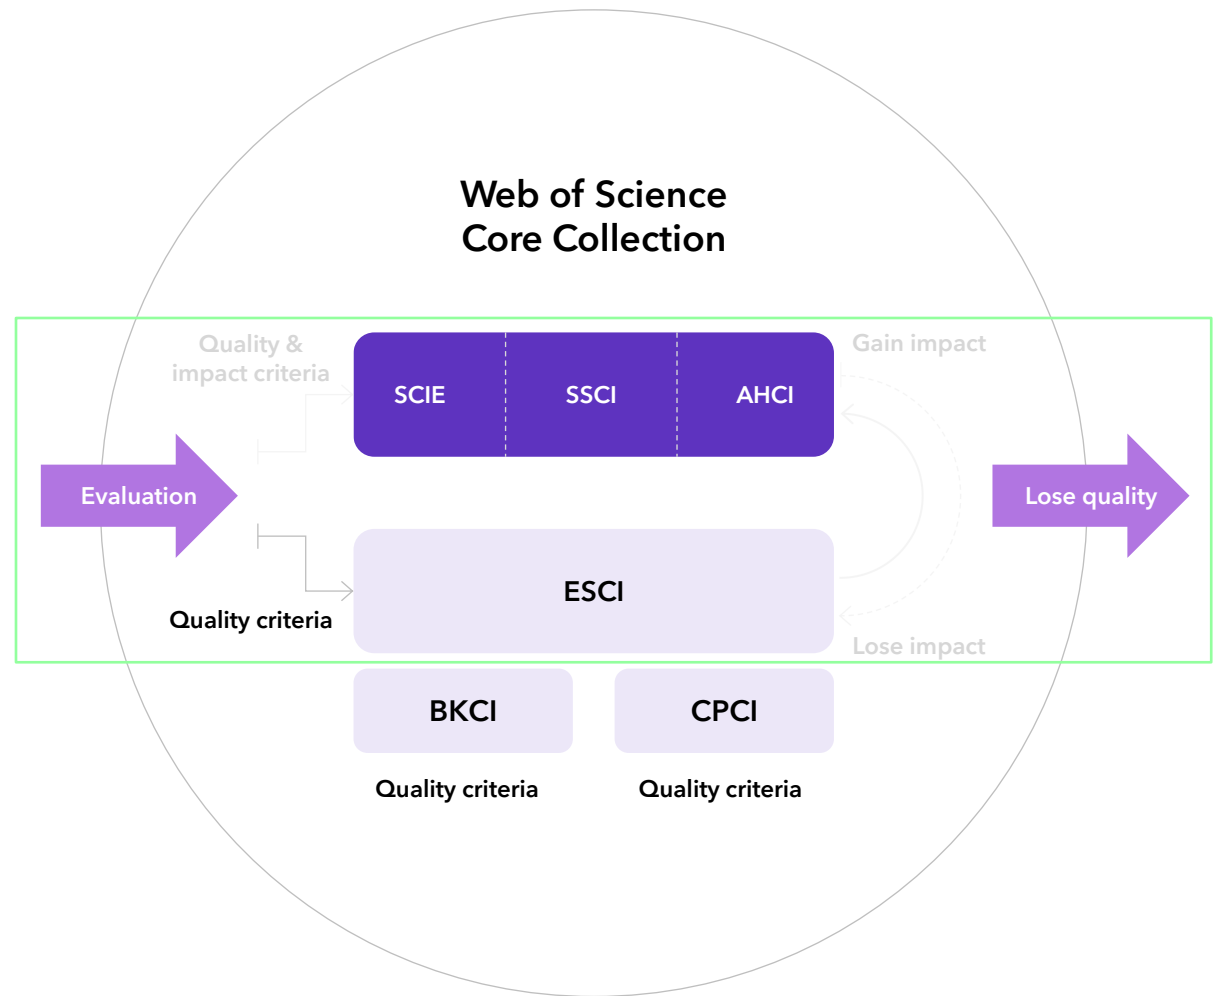 Web of Science
Core Collection
Quality &
impact criteria
SCIE
SSCI
AHCI
Gain impact
Evaluation
Lose quality
ESCI
Quality criteria
Lose impact
BKCI
CPCI
Quality criteria
Quality criteria